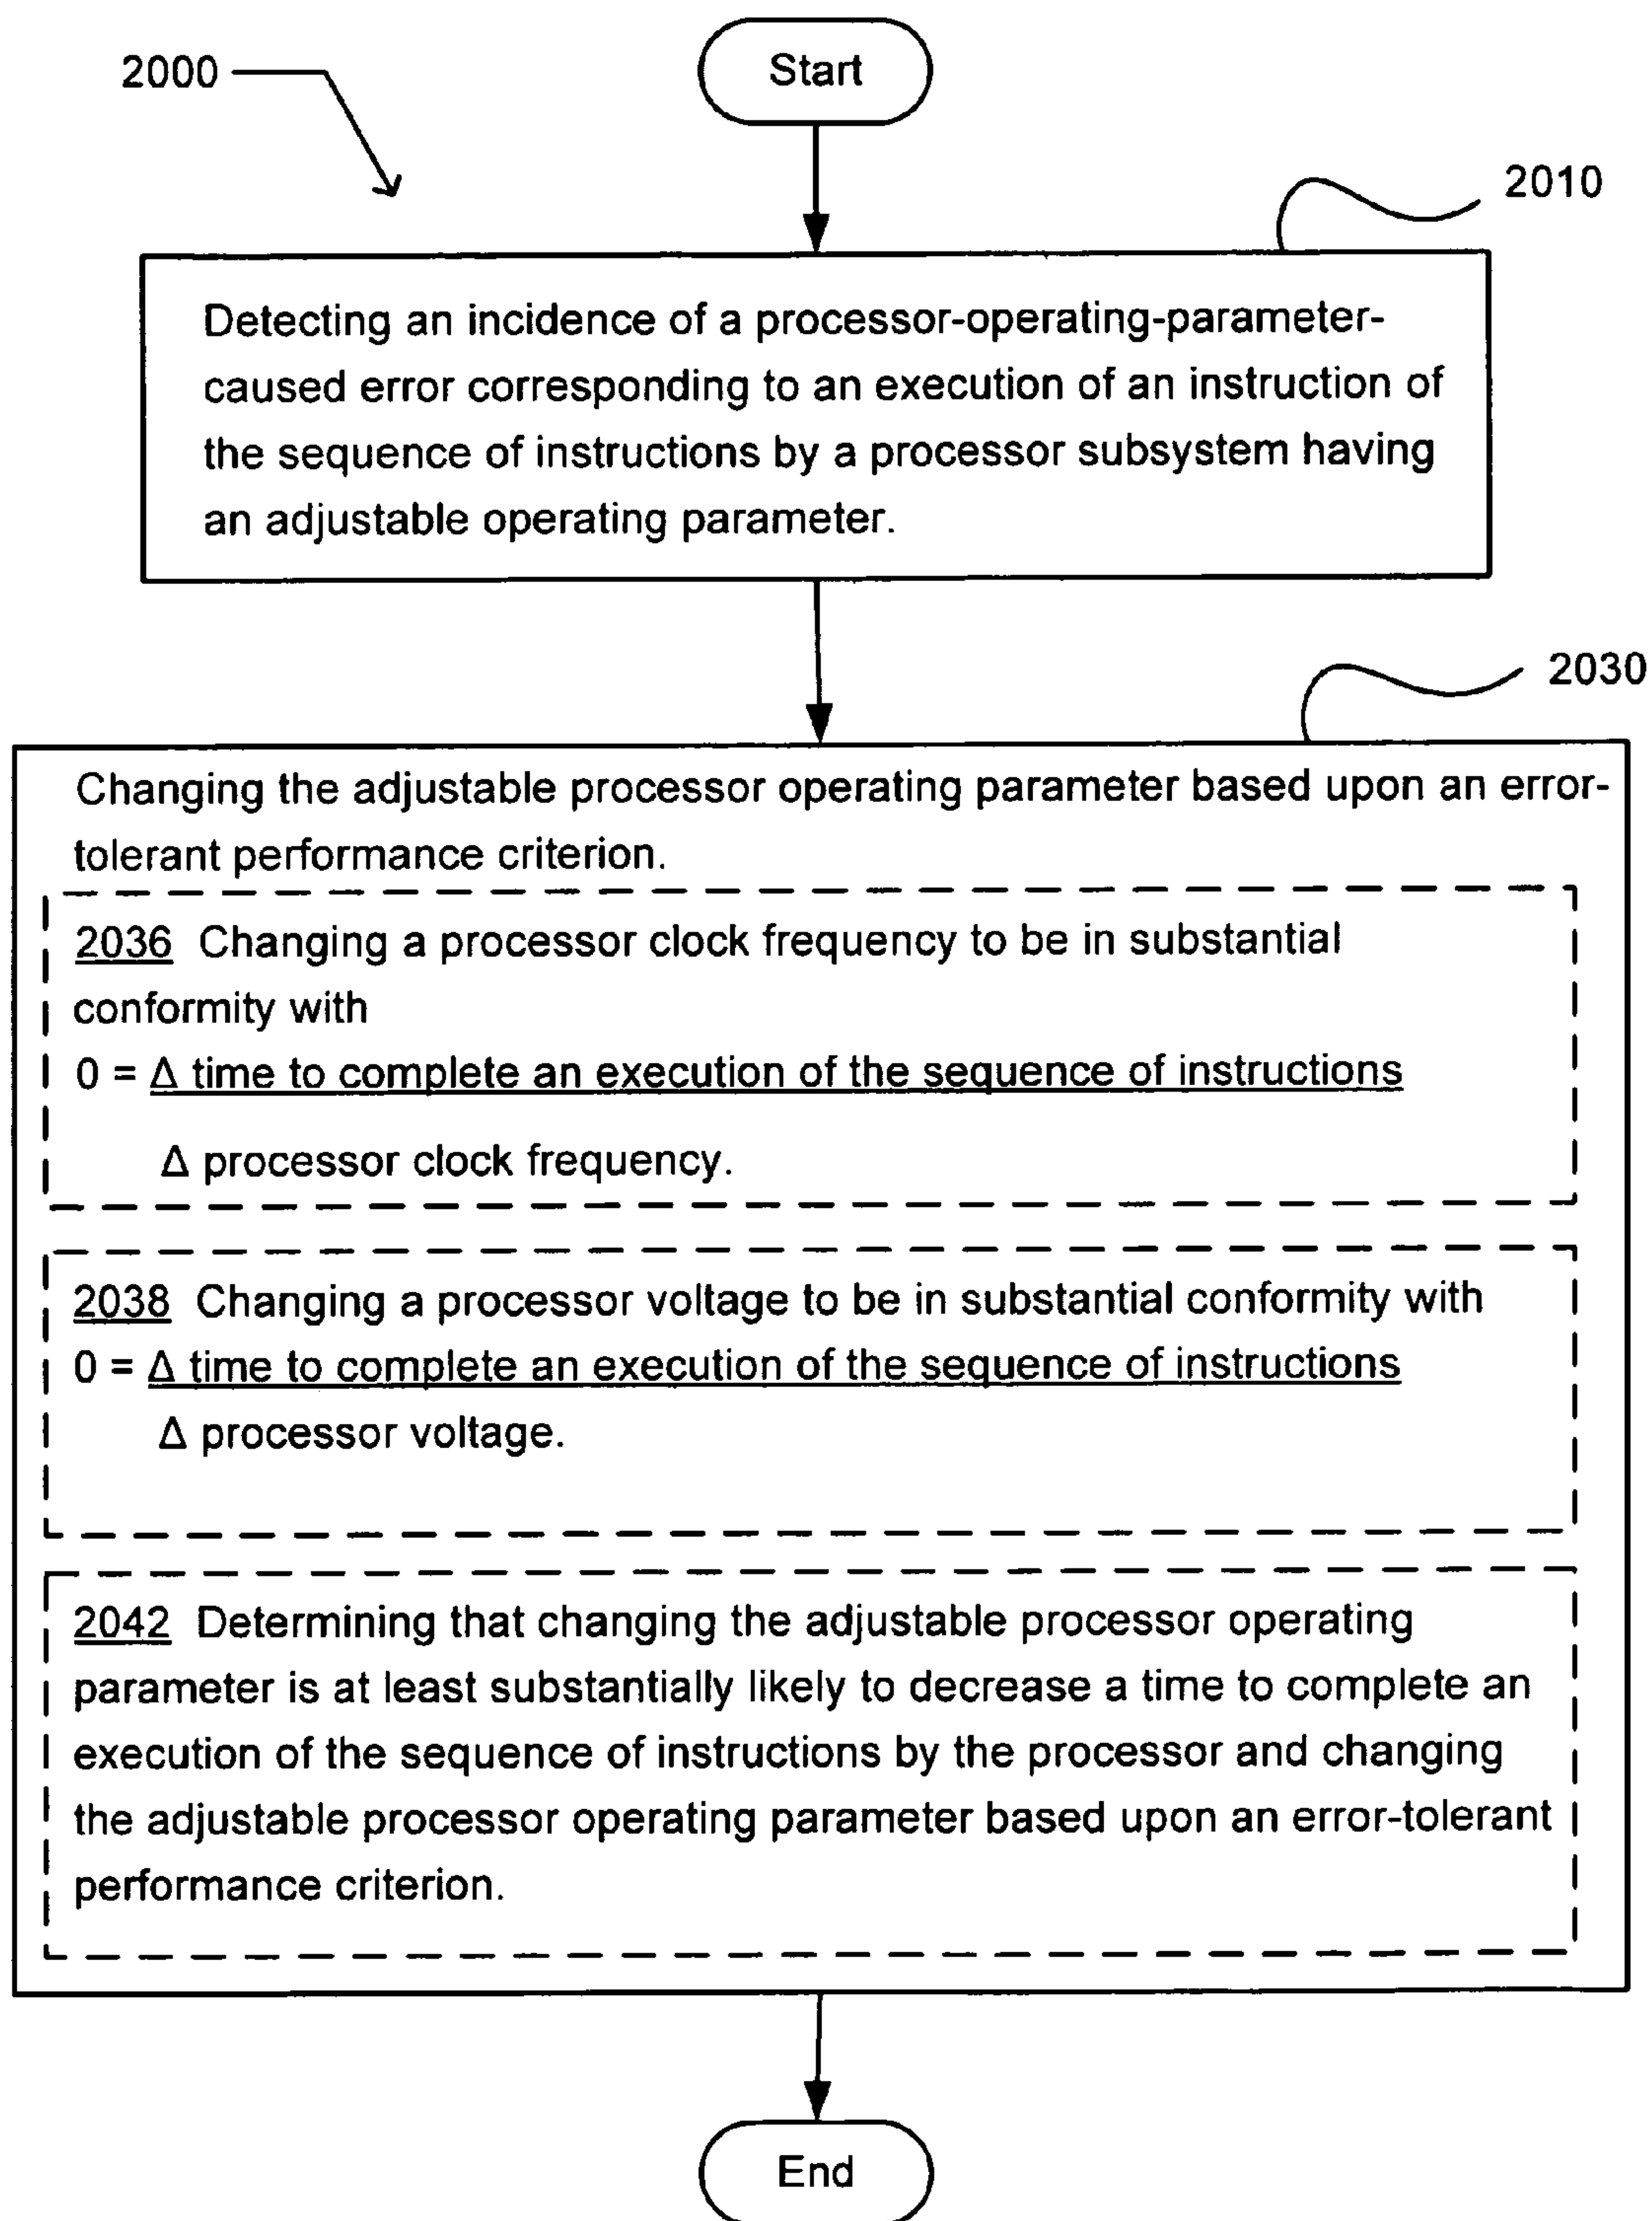 2000
Start
2010
Detecting an incidence of a processor-operating-parameter-
caused error corresponding to an execution of an instruction of
the sequence of instructions by a processor subsystem having
an adjustable operating parameter.
2030
Changing the adjustable processor operating parameter based upon an error-
tolerant performance criterion.
2036 Changing a processor clock frequency to be in substantial
conformity with
0 = Δ time to complete an execution of the sequence of instructions
Δ processor clock frequency.
2038 Changing a processor voltage to be in substantial conformity with
0 = Δ time to complete an execution of the sequence of instructions
Δ processor voltage.
2042 Determining that changing the adjustable processor operating
parameter is at least substantially likely to decrease a time to complete an
execution of the sequence of instructions by the processor and changing
the adjustable processor operating parameter based upon an error-tolerant
performance criterion.
End